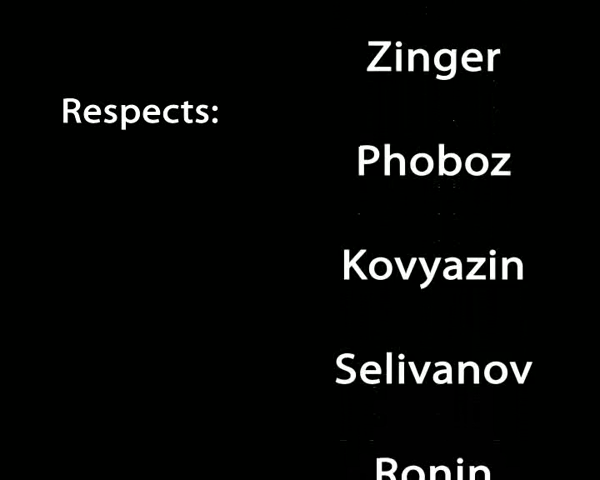 Zinger
Respects:
Phoboz
Kovyazin
Selivanov
Ronin